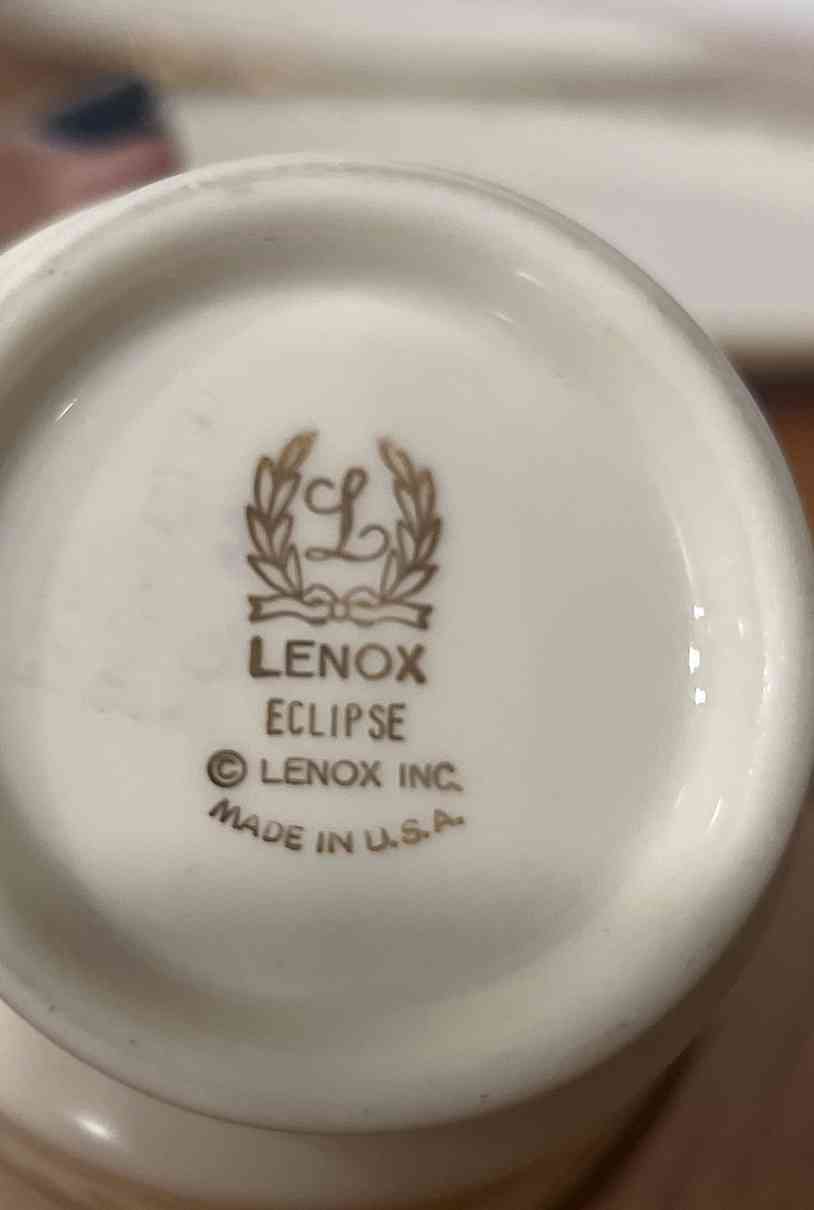 L
LENOX
ECLIPSE
© LENOX INC.
MADE IN U.S.A.